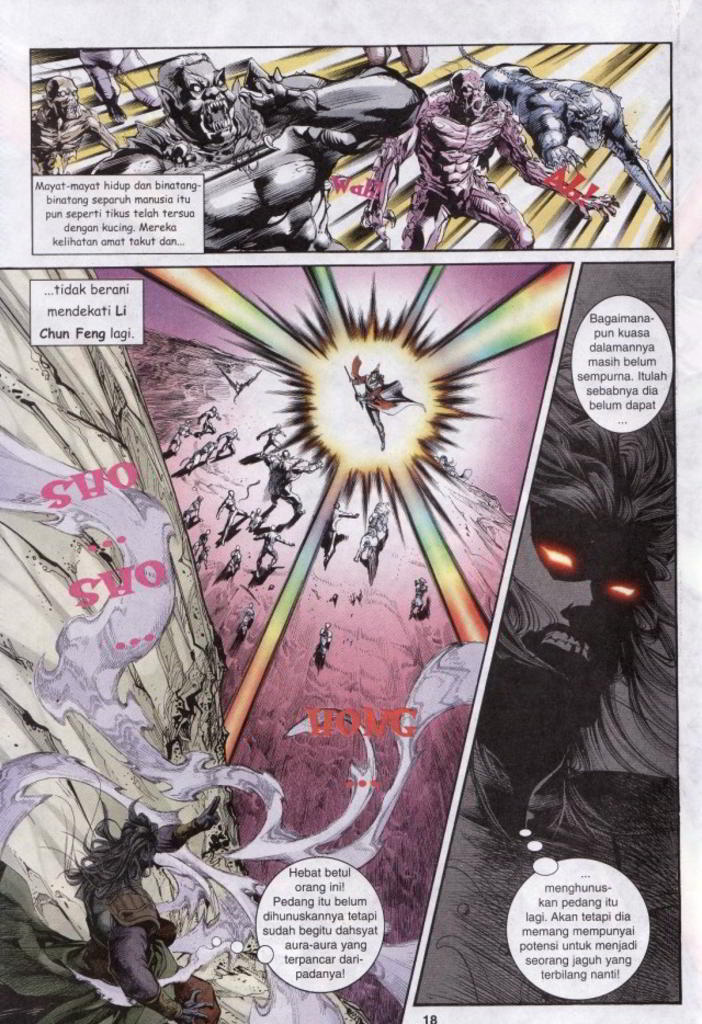 Mayat-mayat hidup dan binatang-
binatang separuh manusia itu
pun seperti tikus telah tersua
dengan kucing. Mereka
kelihatan amat takut dan...
Wah!
Ah!
...tidak berani
mendekati Li
Chun Feng lagi.
SHO
...
SHO
...
HONG
...
Hebat betul
orang ini!
Pedang itu belum
dihunuskannya tetapi
sudah begitu dahsyat
aura-aura yang
terpancar dari-
padanya!
Bagaimana-
pun kuasa
dalamannya
masih belum
sempurna. Itulah
sebabnya dia
belum dapat
...
...
menghunus-
kan pedang itu
lagi. Akan tetapi dia
memang mempunyai
potensi untuk menjadi
seorang jaguh yang
terbilang nanti!
18